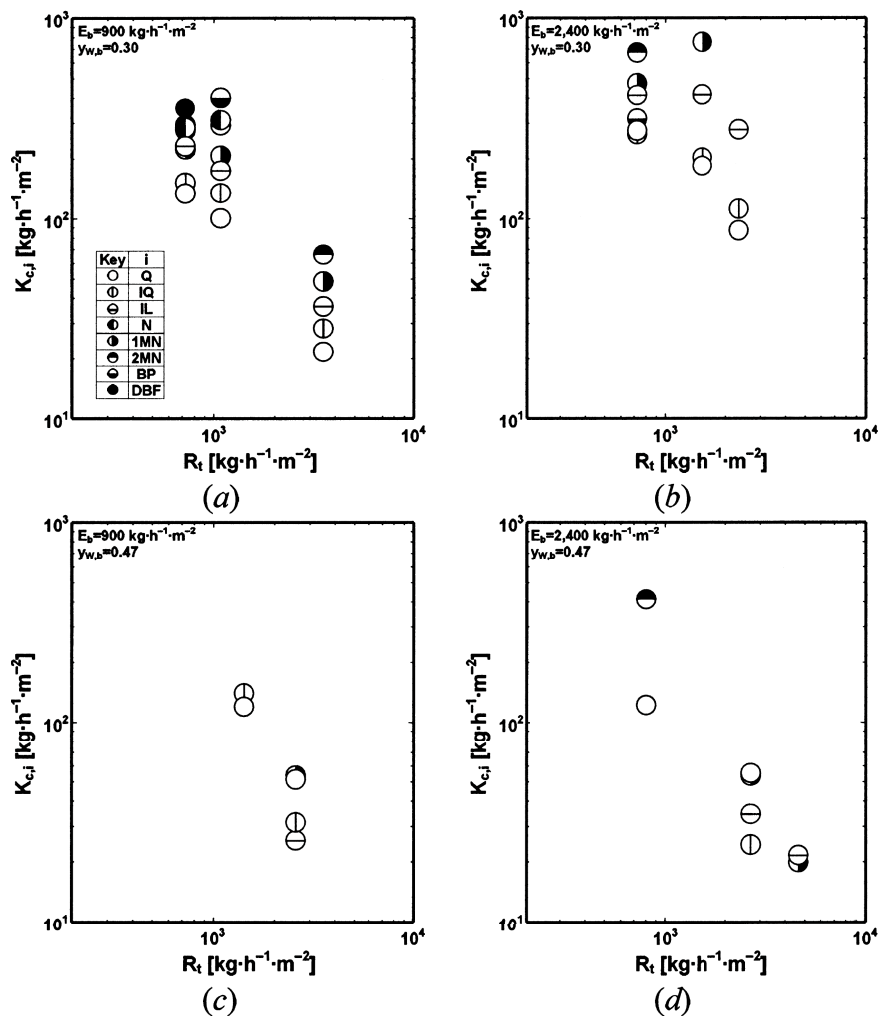 E_b=900 kg·h⁻¹·m⁻²
y_W,b=0.30
10³
10²
10¹
K_c,i [kg·h⁻¹·m⁻²]
Key i
Q
IQ
IL
N
1MN
2MN
BP
DBF
10³ 10⁴
R_t [kg·h⁻¹·m⁻²]
(a)
E_b=2,400 kg·h⁻¹·m⁻²
y_W,b=0.30
10³
10²
10¹
K_c,i [kg·h⁻¹·m⁻²]
10³ 10⁴
R_t [kg·h⁻¹·m⁻²]
(b)
E_b=900 kg·h⁻¹·m⁻²
y_W,b=0.47
10³
10²
10¹
K_c,i [kg·h⁻¹·m⁻²]
10³ 10⁴
R_t [kg·h⁻¹·m⁻²]
(c)
E_b=2,400 kg·h⁻¹·m⁻²
y_W,b=0.47
10³
10²
10¹
K_c,i [kg·h⁻¹·m⁻²]
10³ 10⁴
R_t [kg·h⁻¹·m⁻²]
(d)